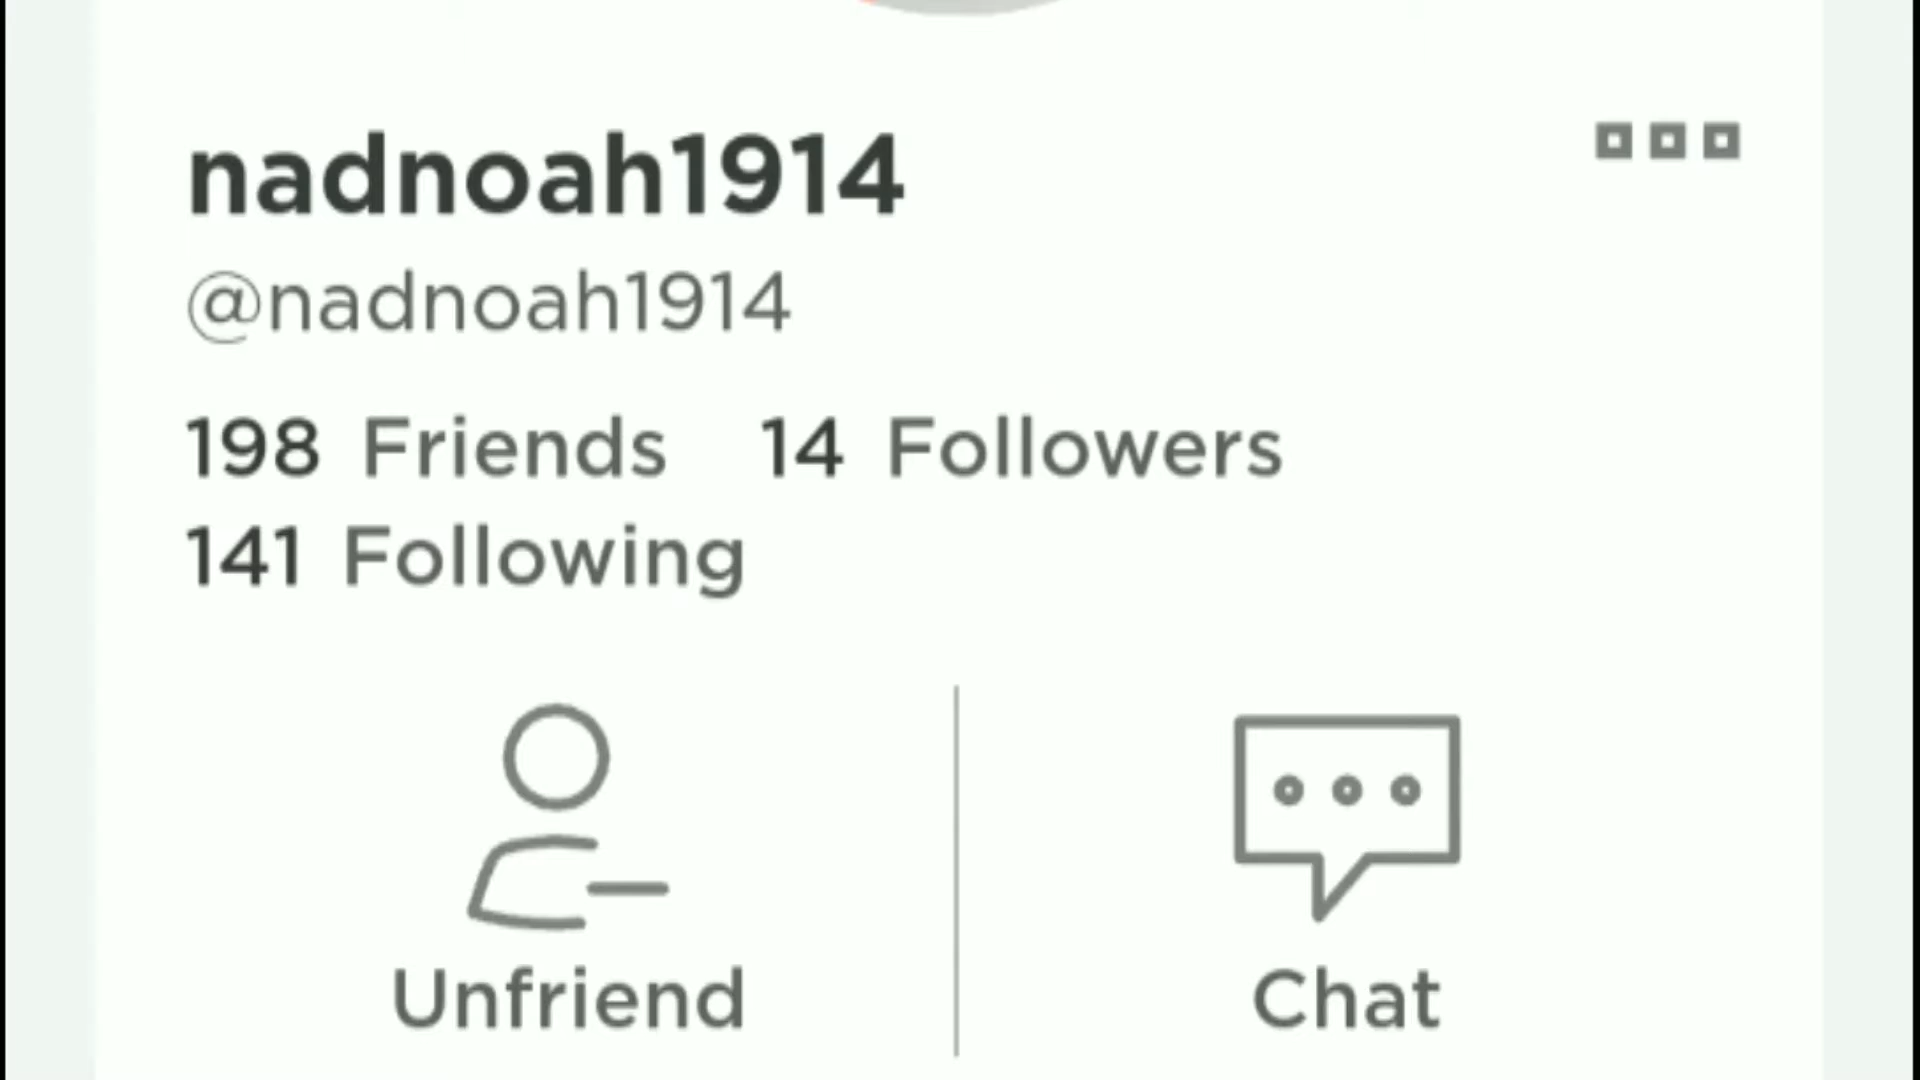 nadnoah1914
@nadnoah1914
198 Friends 14 Followers
141 Following
Unfriend Chat